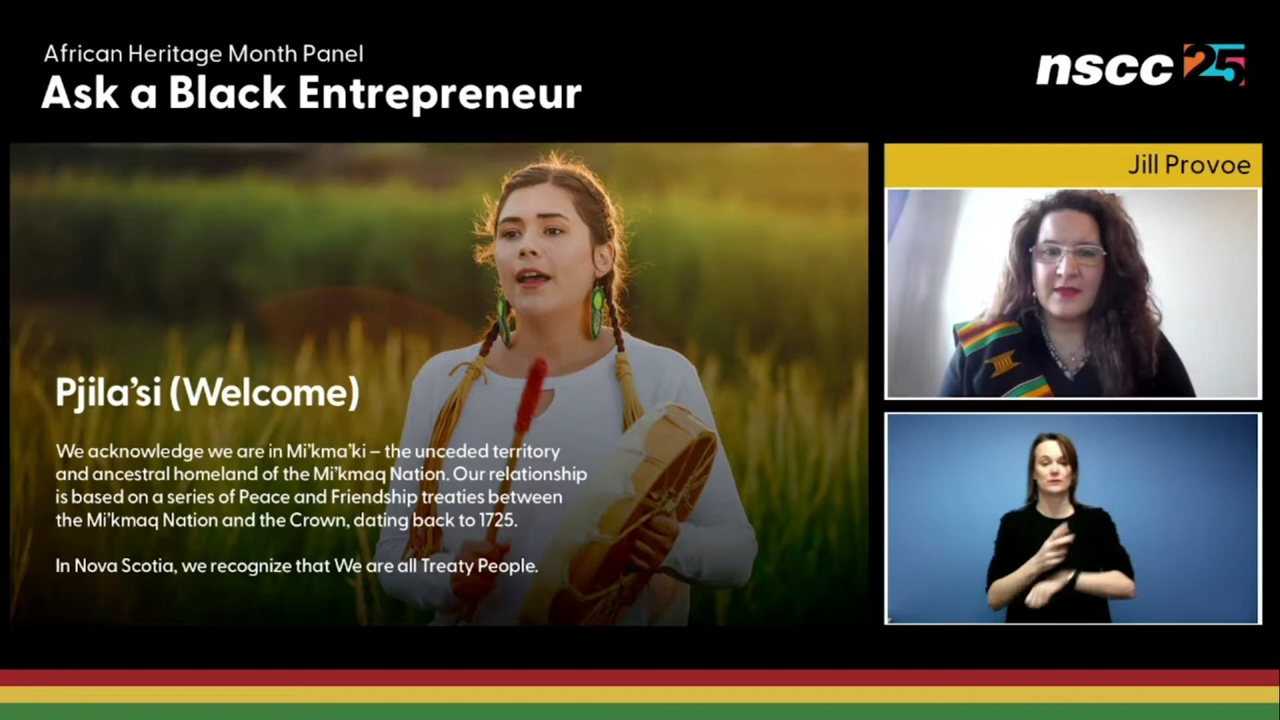 African Heritage Month Panel
Ask a Black Entrepreneur
nscc 25
Jill Provoe
Pjila’si (Welcome)
We acknowledge we are in Mi’kma’ki – the unceded territory
and ancestral homeland of the Mi’kmaq Nation. Our relationship
is based on a series of Peace and Friendship treaties between
the Mi’kmaq Nation and the Crown, dating back to 1725.
In Nova Scotia, we recognize that We are all Treaty People.